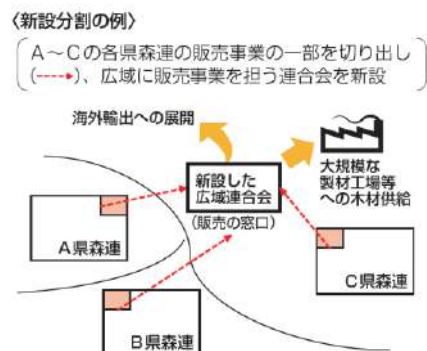 〈新設分割の例〉
A～Cの各県森連の販売事業の一部を切り出し
(----▸)、広域に販売事業を担う連合会を新設
海外輸出への展開
新設した
広域連合会
(販売の窓口)
大規模な
製材工場等
への木材供給
A県森連
B県森連
C県森連